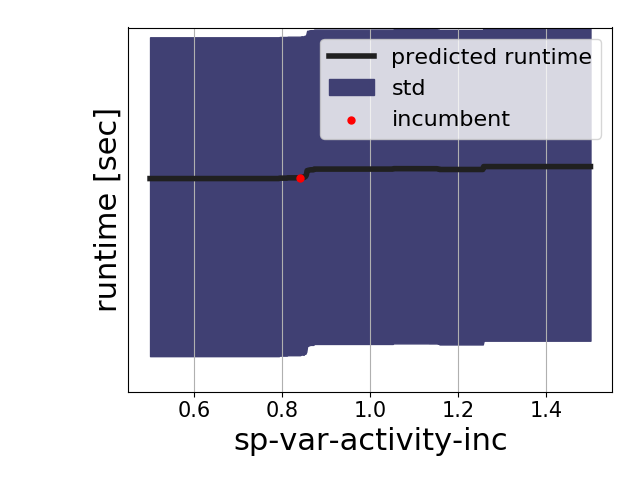 predicted runtime
std
incumbent
runtime [sec]
0.6 0.8 1.0 1.2 1.4
sp-var-activity-inc